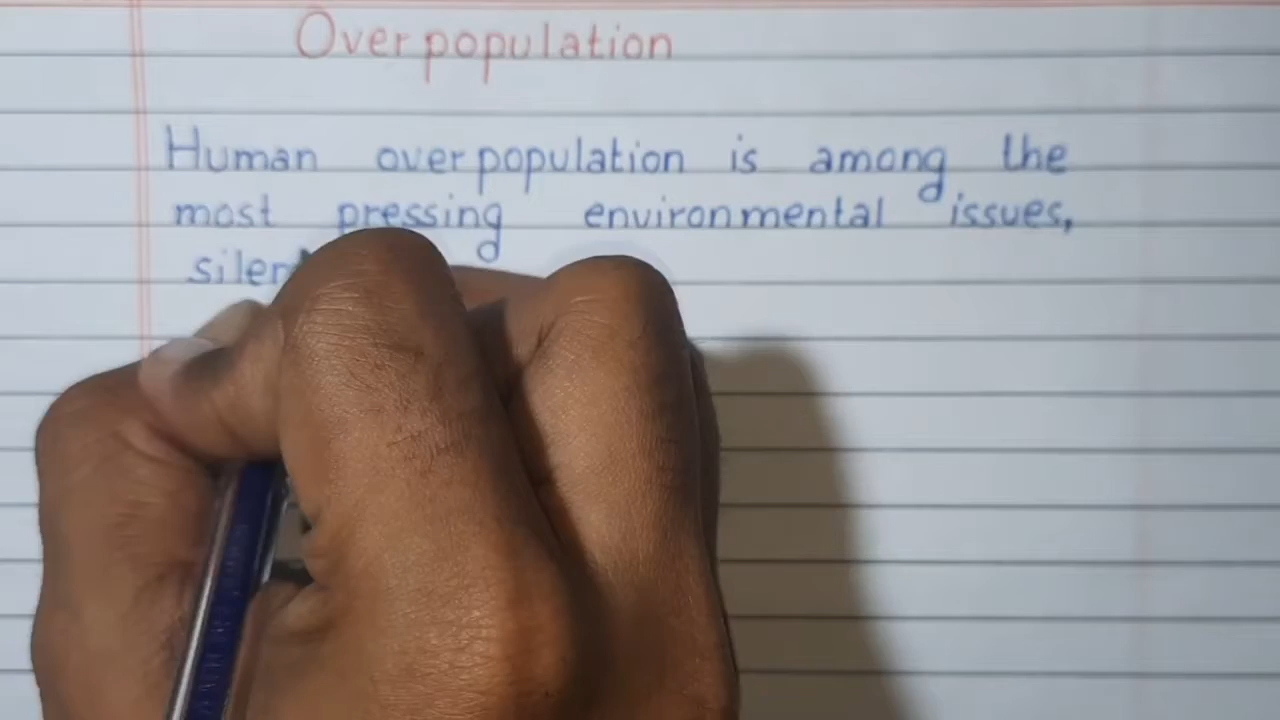 Overpopulation
Human overpopulation is among the
most pressing environmental issues,